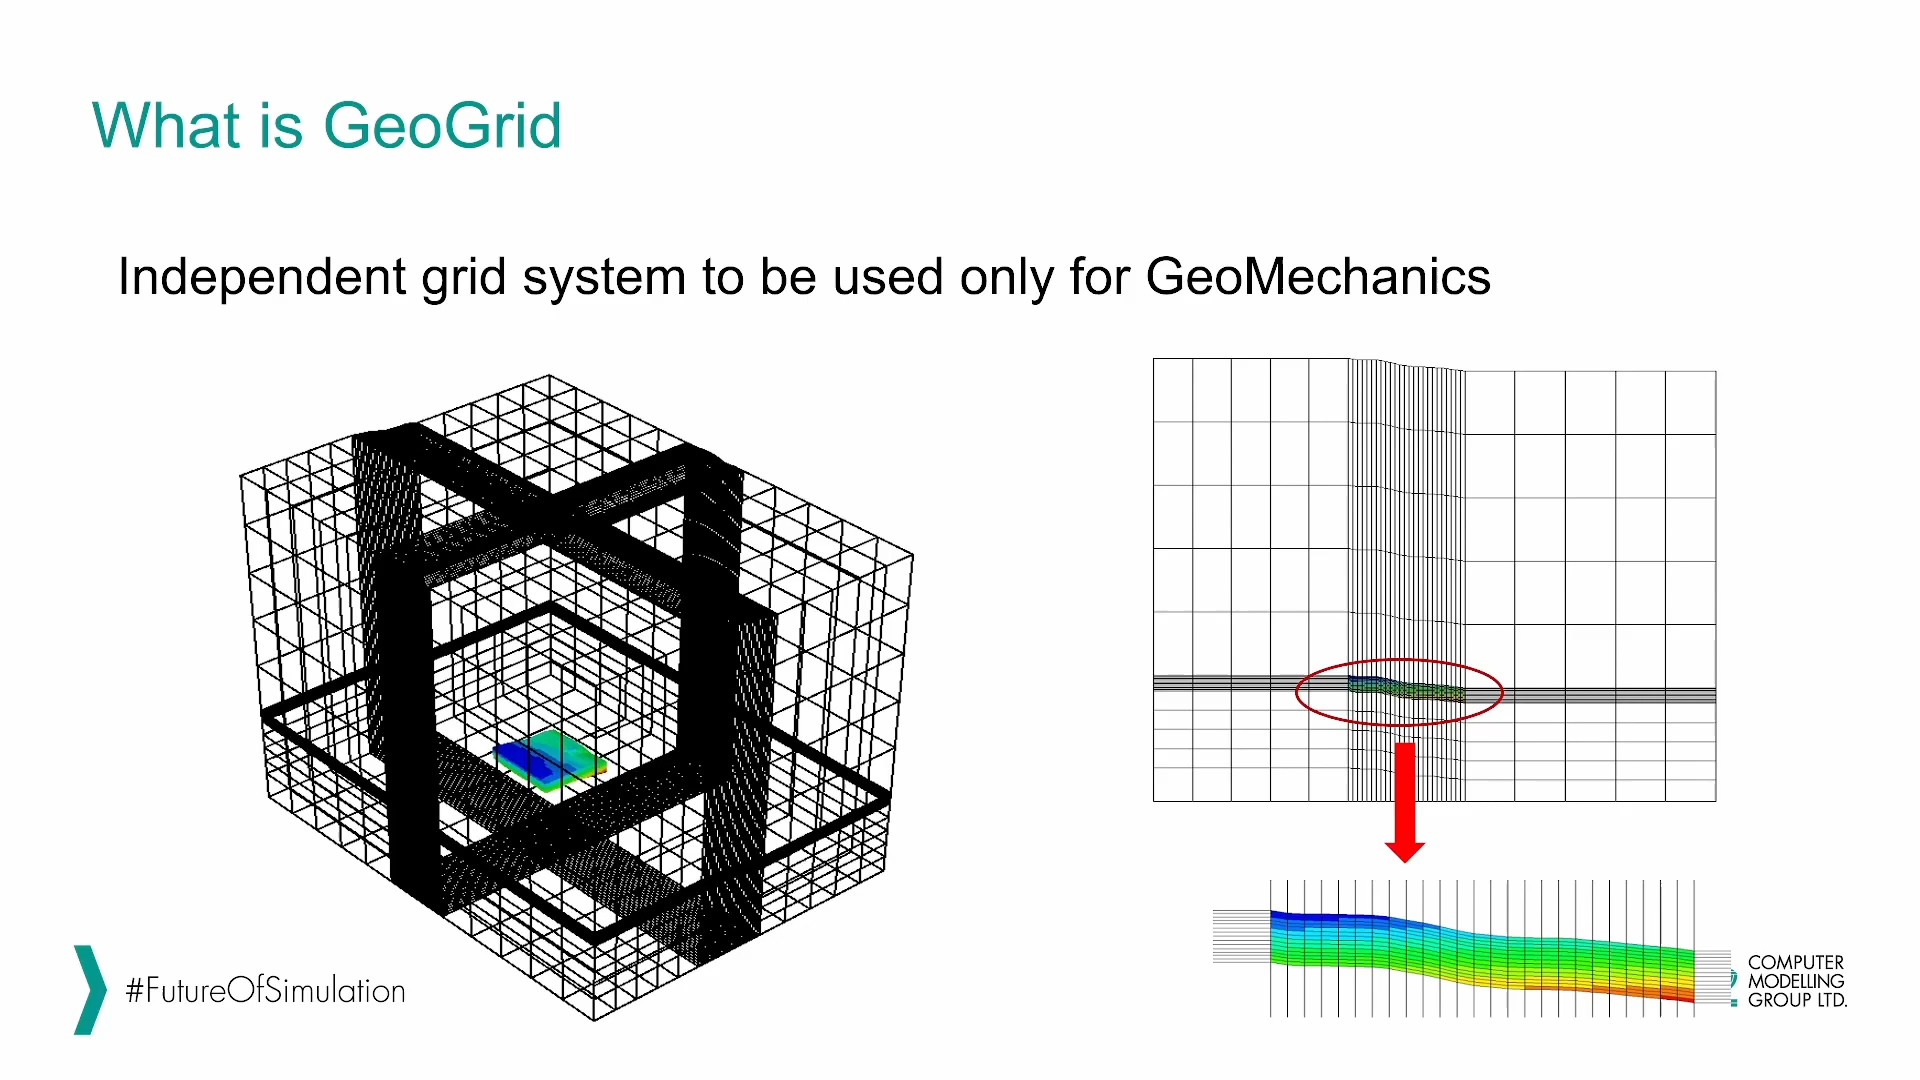 What is GeoGrid
Independent grid system to be used only for GeoMechanics
#FutureOfSimulation
COMPUTER
MODELLING
GROUP LTD.